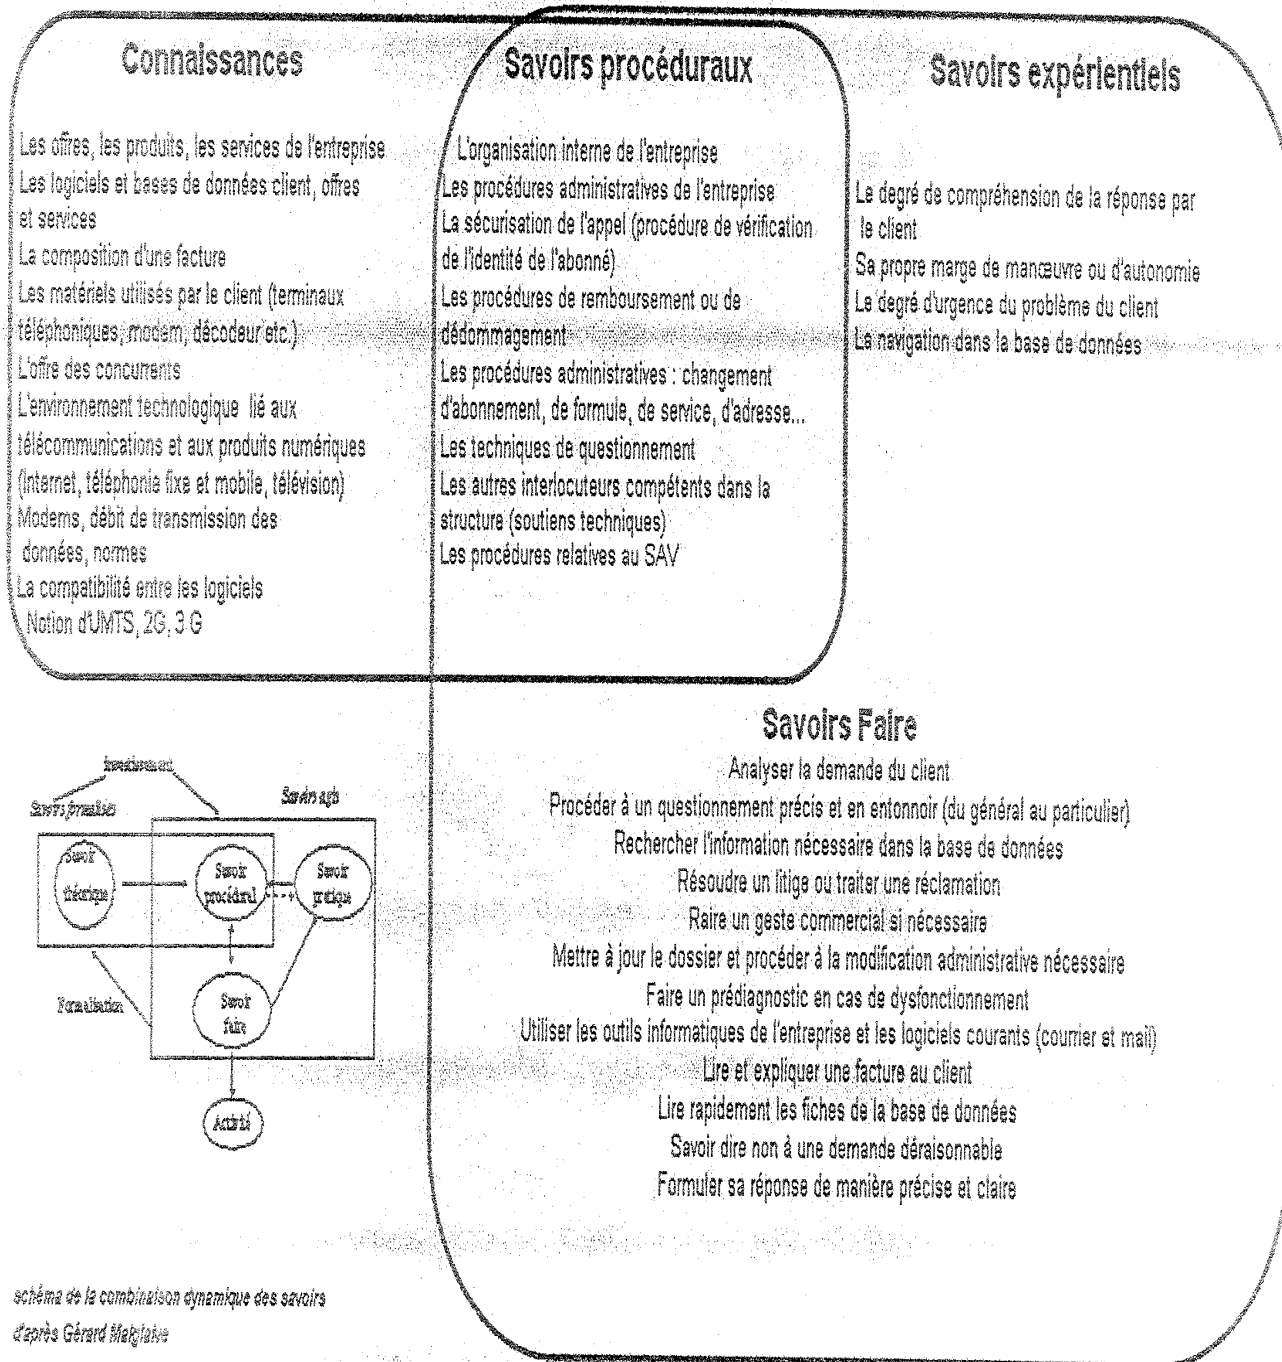 Connaissances
Les offres, les produits, les services de l'entreprise
Les logiciels et bases de données client, offres
et services
La composition d'une facture
Les matériels utilisés par le client (terminaux
téléphoniques, modem, décodeur etc.)
L'offre des concurrents
L'environnement technologique lié aux
télécommunications et aux produits numériques
(Internet, téléphonie fixe et mobile, télévision)
Modems, débit de transmission des
données, normes
La compatibilité entre les logiciels
Notion d'UMTS, 2G, 3 G
Savoirs procéduraux
L'organisation interne de l'entreprise
Les procédures administratives de l'entreprise
La sécurisation de l'appel (procédure de vérification
de l'identité de l'abonné)
Les procédures de remboursement ou de
dédommagement
Les procédures administratives : changement
d'abonnement, de formule, de service, d'adresse...
Les techniques de questionnement
Les autres interlocuteurs compétents dans la
structure (soutiens techniques)
Les procédures relatives au SAV
Savoirs expérientiels
Le degré de compréhension de la réponse par
le client
Sa propre marge de manœuvre ou d'autonomie
Le degré d'urgence du problème du client
La navigation dans la base de données
Savoirs Faire
Analyser la demande du client
Procéder à un questionnement précis et en entonnoir (du général au particulier)
Rechercher l'information nécessaire dans la base de données
Résoudre un litige ou traiter une réclamation
Raire un geste commercial si nécessaire
Mettre à jour le dossier et procéder à la modification administrative nécessaire
Faire un prédiagnostic en cas de dysfonctionnement
Utiliser les outils informatiques de l'entreprise et les logiciels courants (courrier et mail)
Lire et expliquer une facture au client
Lire rapidement les fiches de la base de données
Savoir dire non à une demande déraisonnable
Formuler sa réponse de manière précise et claire
Investissement
Savoirs formalisés
Savoirs agis
Savoir
théorique
Savoir
procédural
Savoir
pratique
Formalisation
Savoir
faire
Activité
schéma de la combinaison dynamique des savoirs
d'après Gérard Malglaive